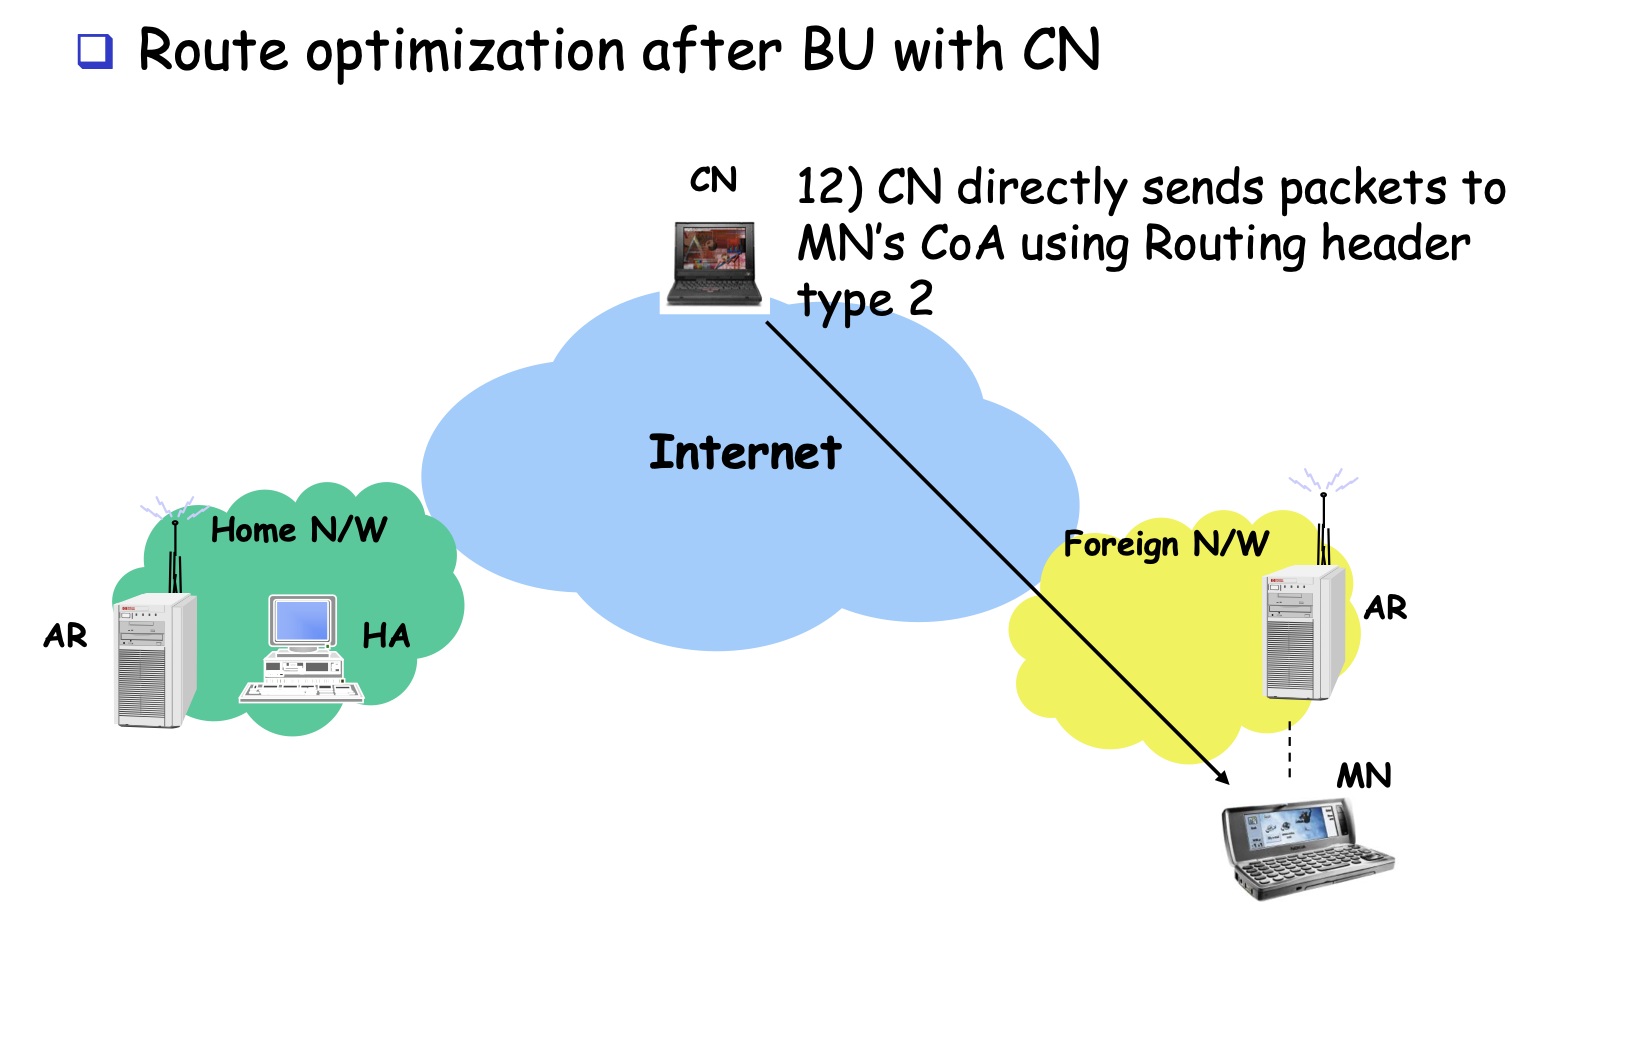 Route optimization after BU with CN
CN
12) CN directly sends packets to
MN’s CoA using Routing header
type 2
Internet
Home N/W
Foreign N/W
AR
HA
AR
MN